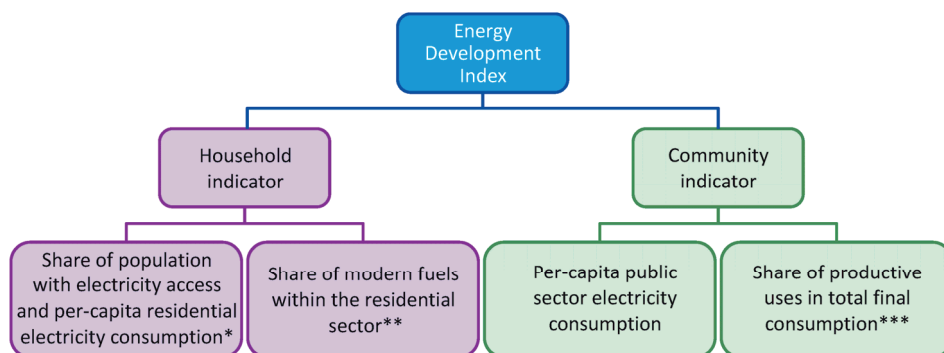 Energy
Development
Index
Household
indicator
Community
indicator
Share of population
with electricity access
and per-capita residential
electricity consumption*
Share of modern fuels
within the residential
sector**
Per-capita public
sector electricity
consumption
Share of productive
uses in total final
consumption***